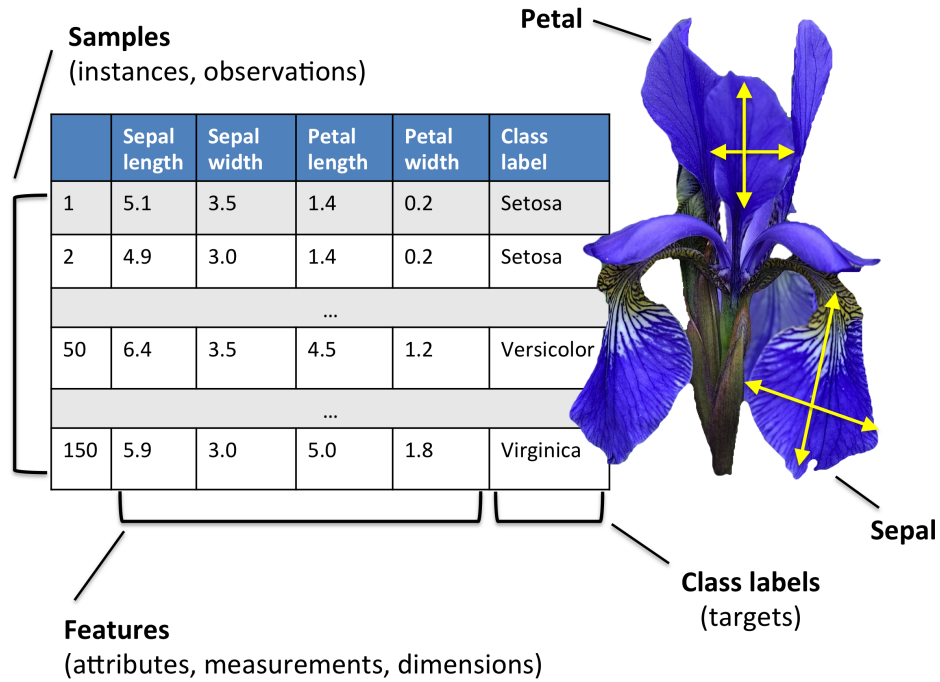 Petal
Samples
(instances, observations)
Sepal length Sepal width Petal length Petal width Class label
1 5.1 3.5 1.4 0.2 Setosa
2 4.9 3.0 1.4 0.2 Setosa
...
50 6.4 3.5 4.5 1.2 Versicolor
...
150 5.9 3.0 5.0 1.8 Virginica
Sepal
Class labels
(targets)
Features
(attributes, measurements, dimensions)